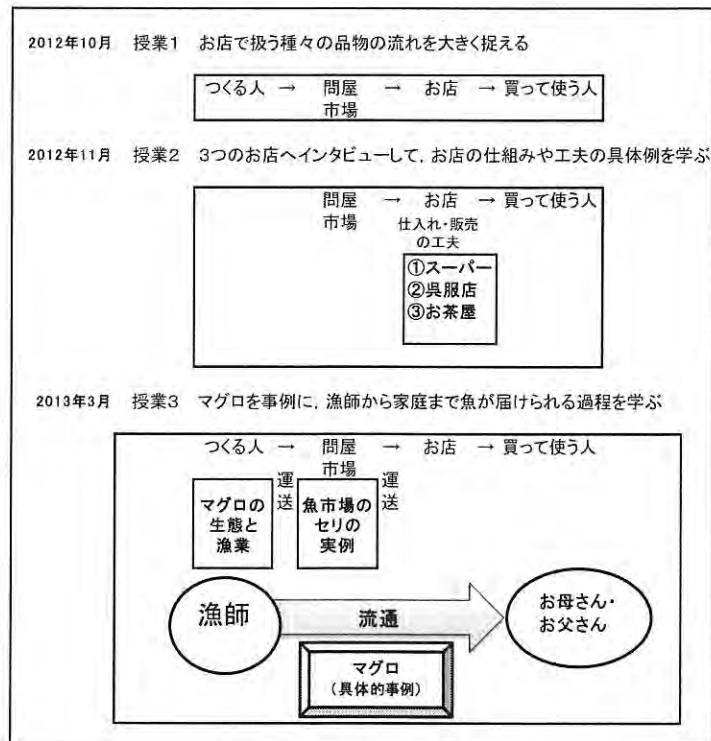 2012年10月 授業1 お店で扱う種々の品物の流れを大きく捉える
つくる人 → 問屋 → お店 → 買って使う人
市場
2012年11月 授業2 3つのお店へインタビューして，お店の仕組みや工夫の具体例を学ぶ
問屋 → お店 → 買って使う人
市場 仕入れ・販売
の工夫
①スーパー
②呉服店
③お茶屋
2013年3月 授業3 マグロを事例に，漁師から家庭まで魚が届けられる過程を学ぶ
つくる人 → 問屋 → お店 → 買って使う人
市場
運送
運送
マグロの
生態と
漁業
魚市場の
セリの
実例
漁師
流通
お母さん・
お父さん
マグロ
（具体的事例）